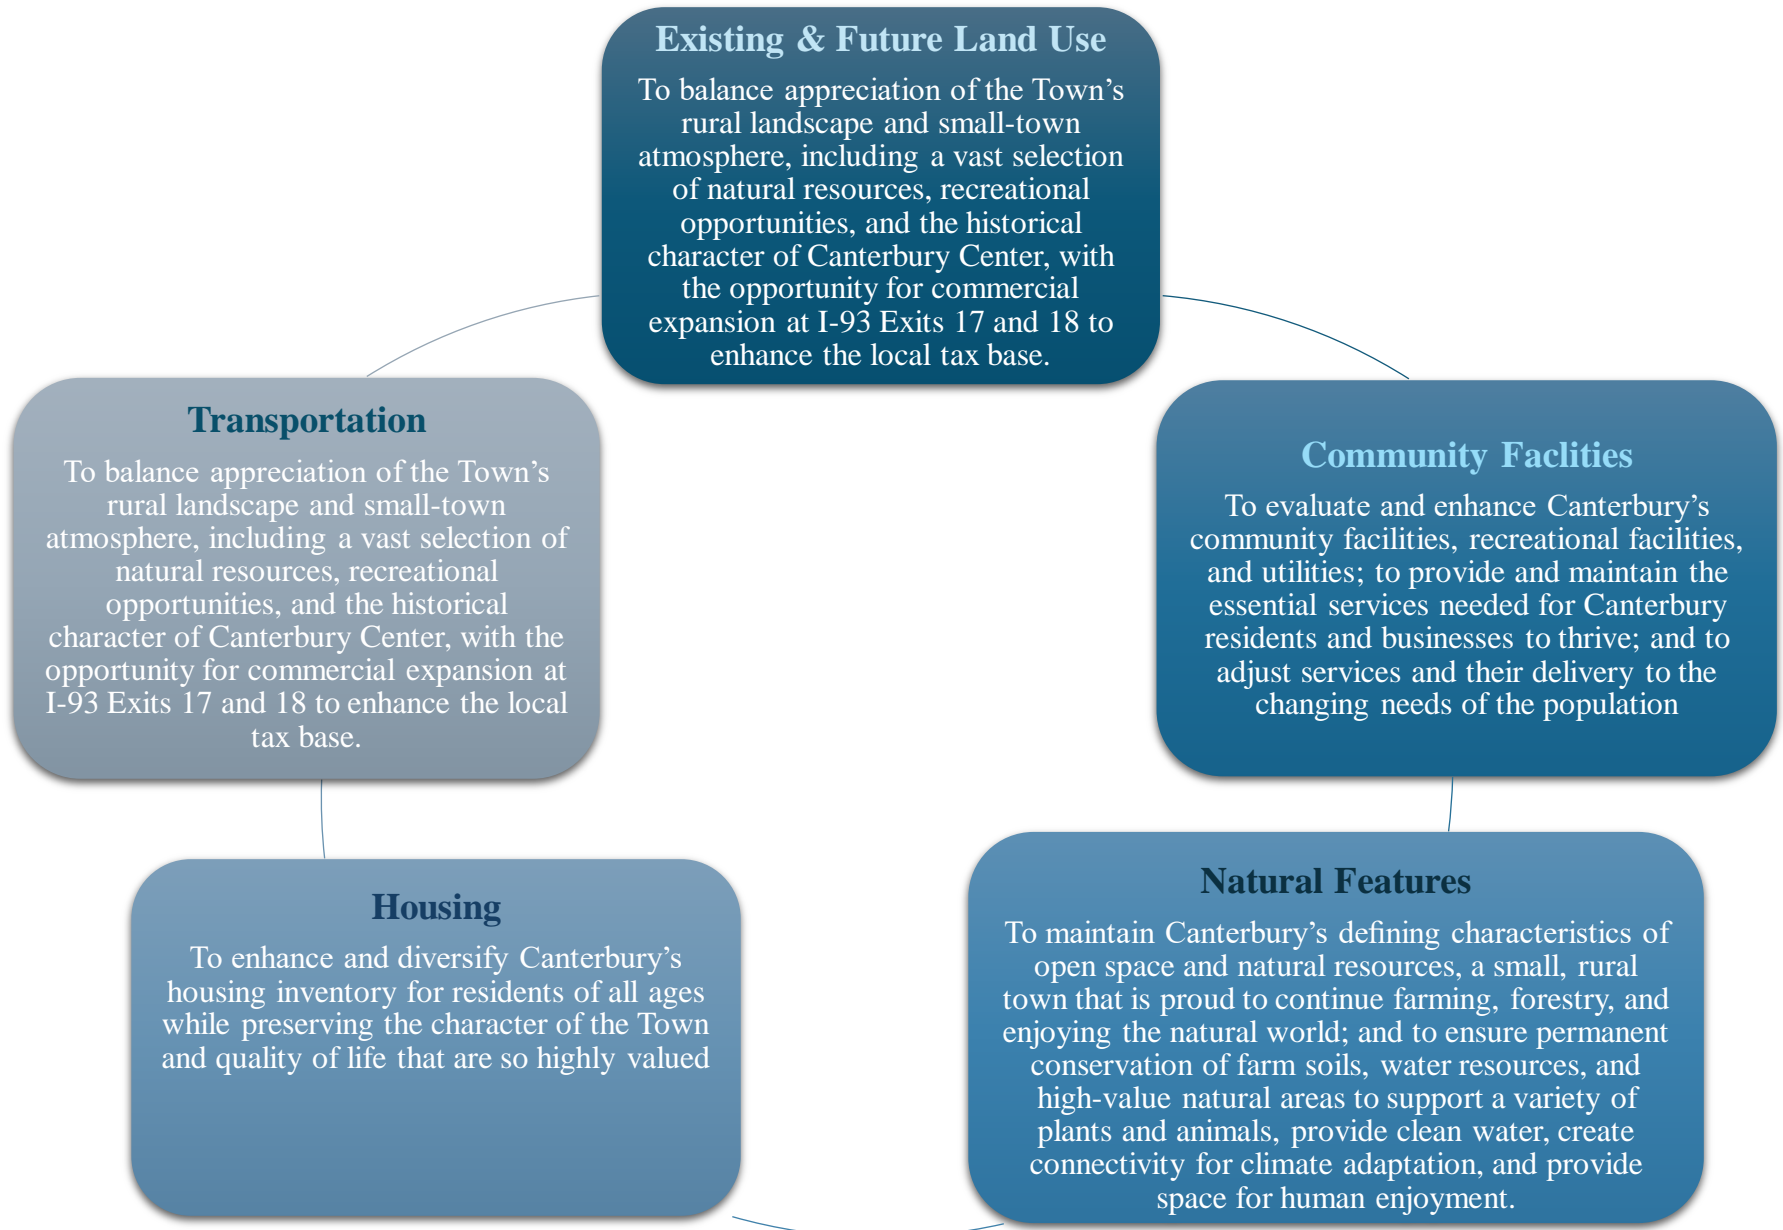 Existing & Future Land Use
To balance appreciation of the Town's
rural landscape and small-town
atmosphere, including a vast selection
of natural resources, recreational
opportunities, and the historical
character of Canterbury Center, with
the opportunity for commercial
expansion at I-93 Exits 17 and 18 to
enhance the local tax base.
Community Faclities
To evaluate and enhance Canterbury's
community facilities, recreational facilities,
and utilities; to provide and maintain the
essential services needed for Canterbury
residents and businesses to thrive; and to
adjust services and their delivery to the
changing needs of the population
Natural Features
To maintain Canterbury's defining characteristics of
open space and natural resources, a small, rural
town that is proud to continue farming, forestry, and
enjoying the natural world; and to ensure permanent
conservation of farm soils, water resources, and
high-value natural areas to support a variety of
plants and animals, provide clean water, create
connectivity for climate adaptation, and provide
space for human enjoyment.
Housing
To enhance and diversify Canterbury's
housing inventory for residents of all ages
while preserving the character of the Town
and quality of life that are so highly valued
Transportation
To balance appreciation of the Town's
rural landscape and small-town
atmosphere, including a vast selection of
natural resources, recreational
opportunities, and the historical
character of Canterbury Center, with the
opportunity for commercial expansion at
I-93 Exits 17 and 18 to enhance the local
tax base.